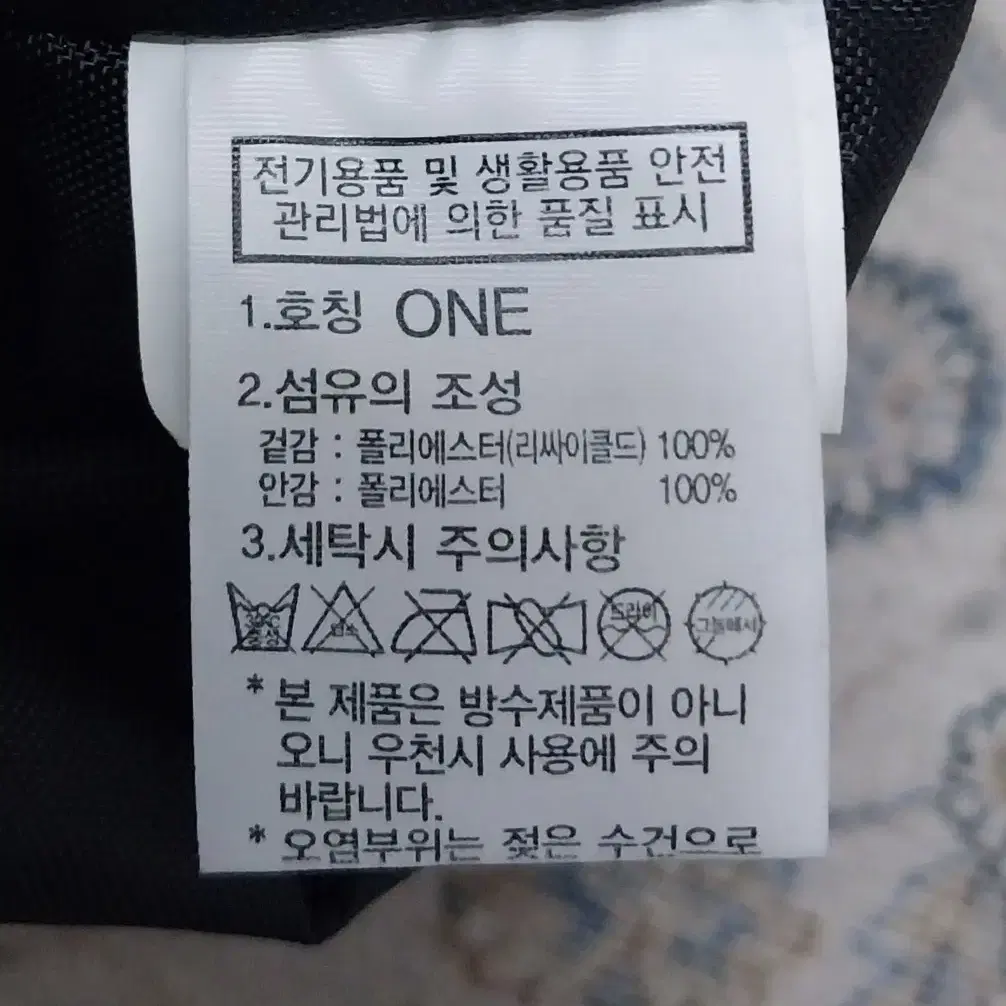 전기용품 및 생활용품 안전
관리법에 의한 품질 표시
1.호칭 ONE
2.섬유의 조성
겉감 : 폴리에스터(리싸이클드) 100%
안감 : 폴리에스터 100%
3.세탁시 주의사항
30℃ 중성 염소 드라이 그늘에서
* 본 제품은 방수제품이 아니
오니 우천시 사용에 주의
바랍니다.
* 오염부위는 젖은 수건으로